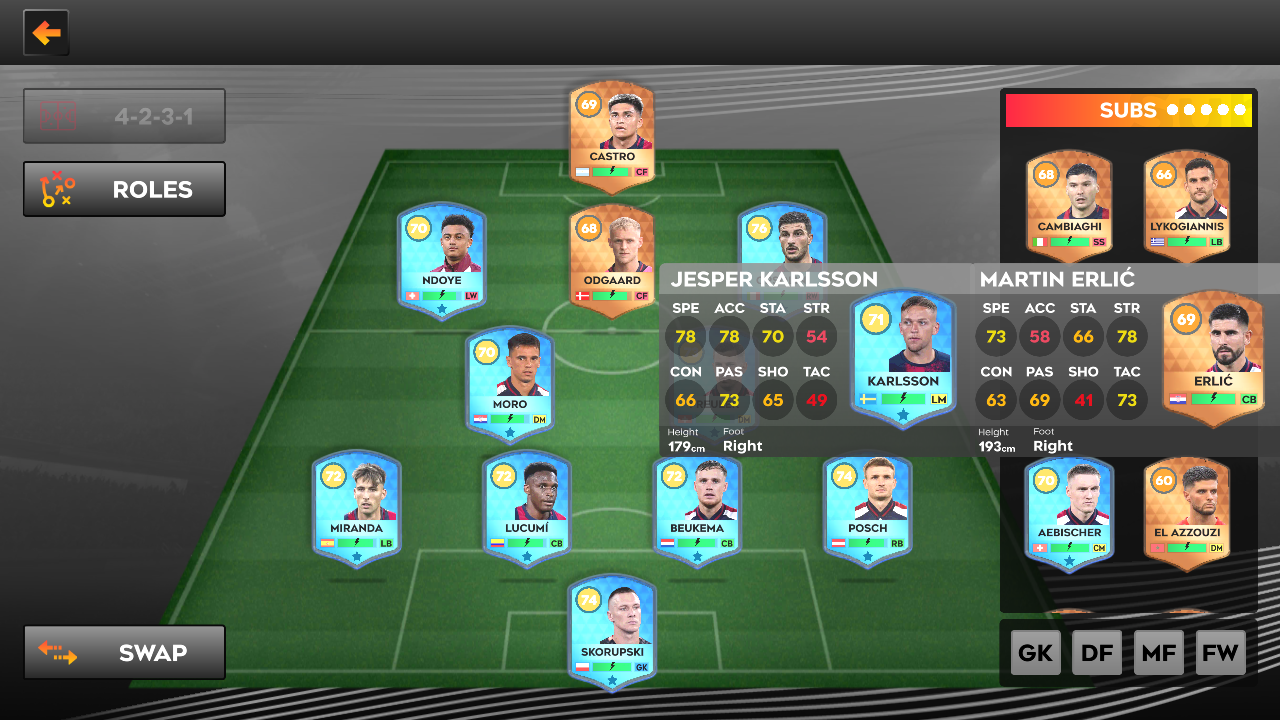 4-2-3-1
ROLES
SUBS
69
CASTRO
CF
68
CAMBIAGHI
SS
66
LYKOGIANNIS
LB
70
NDOYE
LW
68
ODGAARD
CF
76
JESPER KARLSSON
SPE ACC STA STR
78 78 70 54
CON PAS SHO TAC
66 73 65 49
Height Foot
179cm Right
71
KARLSSON
LM
MARTIN ERLIĆ
SPE ACC STA STR
73 58 66 78
CON PAS SHO TAC
63 69 41 73
Height Foot
193cm Right
69
ERLIĆ
CB
70
MORO
DM
72
MIRANDA
LB
72
LUCUMÍ
CB
72
BEUKEMA
CB
74
POSCH
RB
70
AEBISCHER
CM
60
EL AZZOUZI
DM
74
SKORUPSKI
GK
SWAP
GK DF MF FW